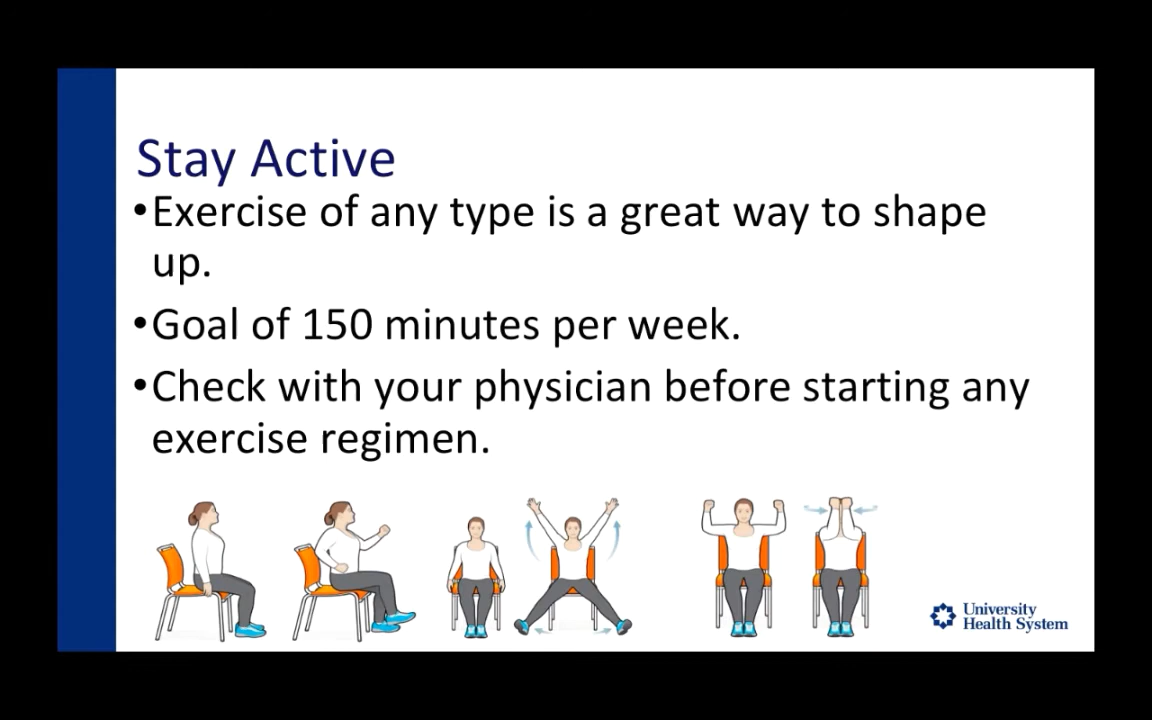 Stay Active
•Exercise of any type is a great way to shape
up.
•Goal of 150 minutes per week.
•Check with your physician before starting any
exercise regimen.
University
Health System